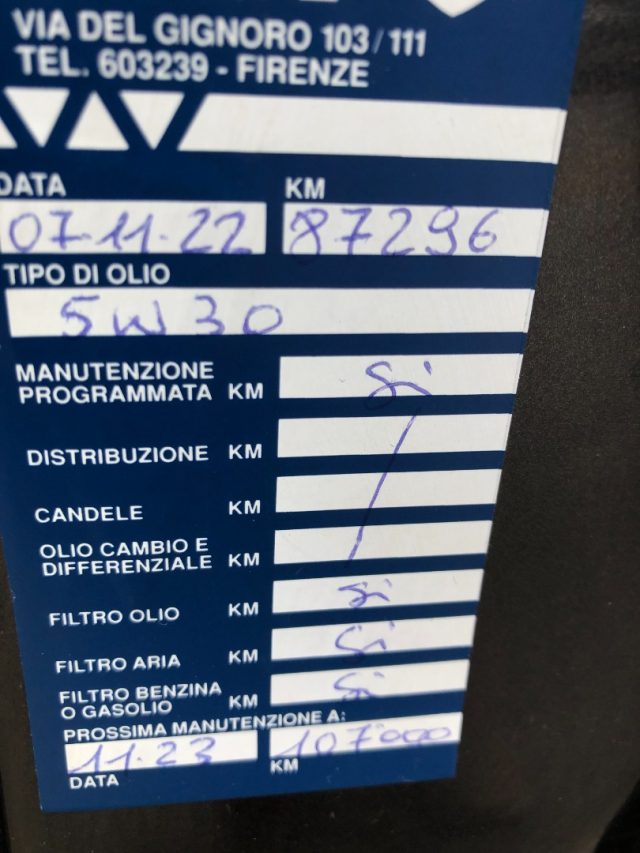 VIA DEL GIGNORO 103/111
TEL. 603239 - FIRENZE
DATA KM
07-11-22 87296
TIPO DI OLIO
5W30
MANUTENZIONE
PROGRAMMATA KM Si
DISTRIBUZIONE KM /
CANDELE KM
OLIO CAMBIO E
DIFFERENZIALE KM
FILTRO OLIO KM Si
FILTRO ARIA KM Si
FILTRO BENZINA
O GASOLIO KM Si
PROSSIMA MANUTENZIONE A:
11.23 107000
DATA KM